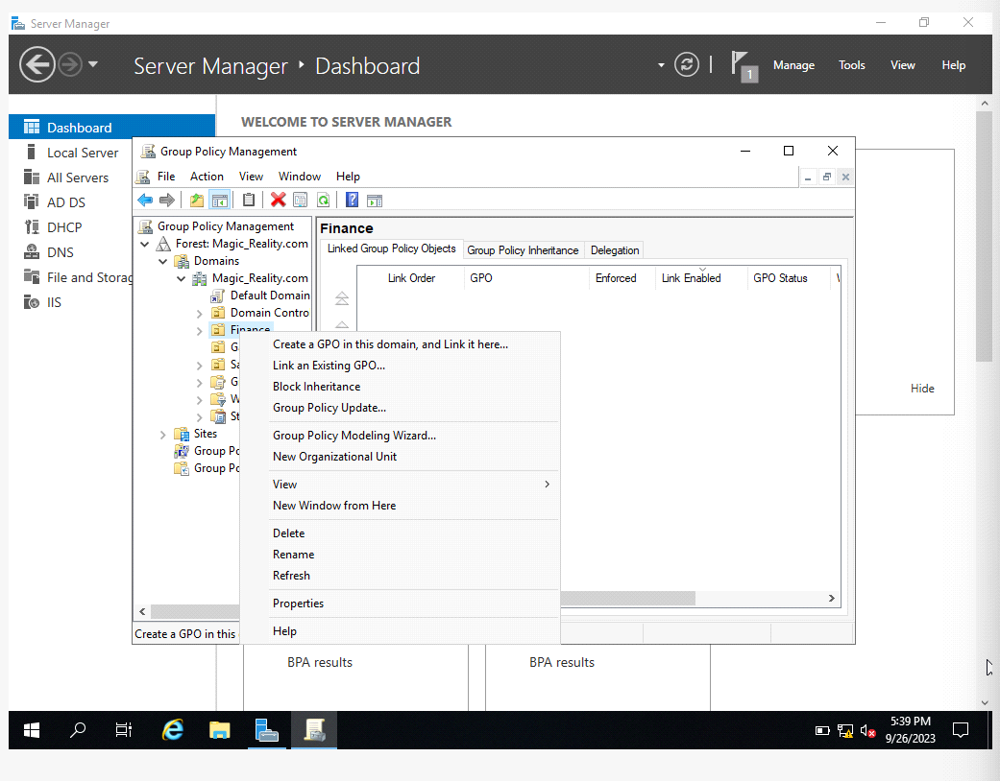 Server Manager
Server Manager • Dashboard
1
Manage Tools View Help
Dashboard
Local Server
All Servers
AD DS
DHCP
DNS
File and Storag
IIS
WELCOME TO SERVER MANAGER
Hide
Group Policy Management
File Action View Window Help
Group Policy Management
Forest: Magic_Reality.com
Domains
Magic_Reality.com
Default Domain
Domain Contro
Finance
G
Sa
G
W
St
Sites
Group Po
Group Po
Finance
Linked Group Policy Objects Group Policy Inheritance Delegation
Link Order GPO Enforced Link Enabled GPO Status
Create a GPO in this domain, and Link it here...
Link an Existing GPO...
Block Inheritance
Group Policy Update...
Group Policy Modeling Wizard...
New Organizational Unit
View
New Window from Here
Delete
Rename
Refresh
Properties
Help
Create a GPO in this
BPA results
BPA results
5:39 PM
9/26/2023